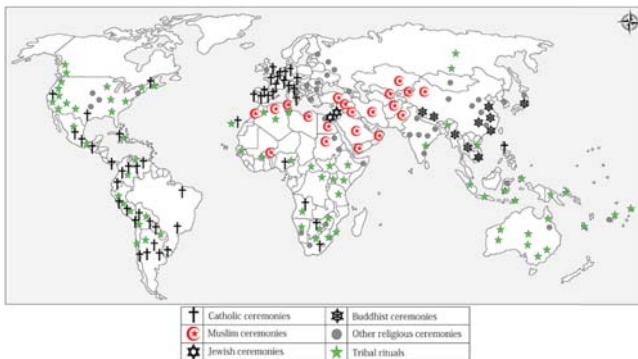 Catholic ceremonies
Buddhist ceremonies
Muslim ceremonies
Other religious ceremonies
Jewish ceremonies
Tribal rituals